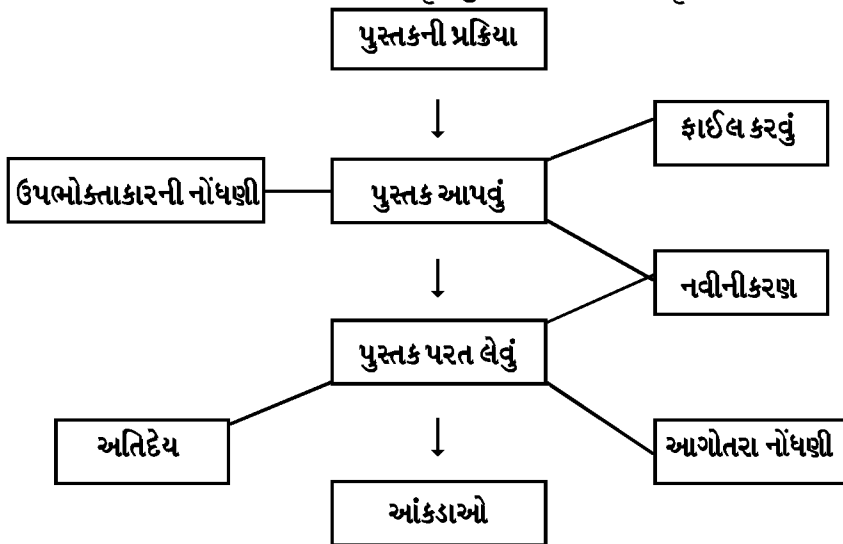 પુસ્તકની પ્રક્રિયા
ફાઈલ કરવું
ઉપભોક્તાકારની નોંધણી
પુસ્તક આપવું
નવીનીકરણ
પુસ્તક પરત લેવું
અતિદેય
આગોતરા નોંધણી
આંકડાઓ